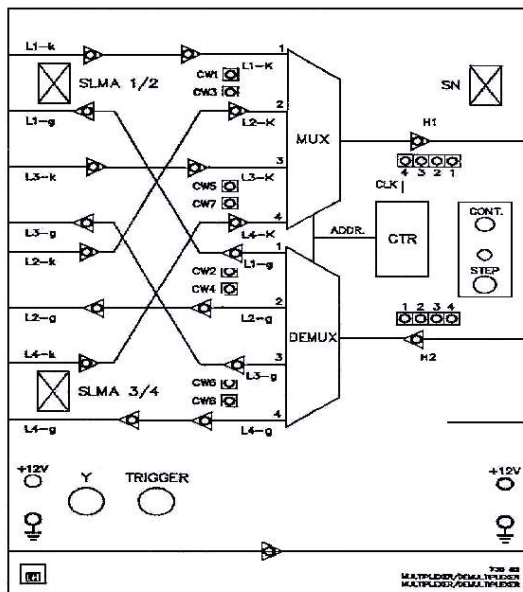 L1-k
1
L1-K
SLMA 1/2
CW1
CW3
SN
L1-g
2
L2-K
MUX
H1
L3-k
3
L3-K
4 3 2 1
CW5
CW7
CLK
L3-g
4
L4-K
ADDR.
CTR
CONT.
STEP
L2-k
1
L1-g
CW2
CW4
L2-g
2
L2-g
DEMUX
1 2 3 4
H2
L4-k
3
L3-g
SLMA 3/4
CW6
CW8
L4-g
4
L4-g
+12V
Y
TRIGGER
+12V
MULTIPLEXER/DEMULTIPLEXER
MULTIPLEXER/DEMULTIPLEXER